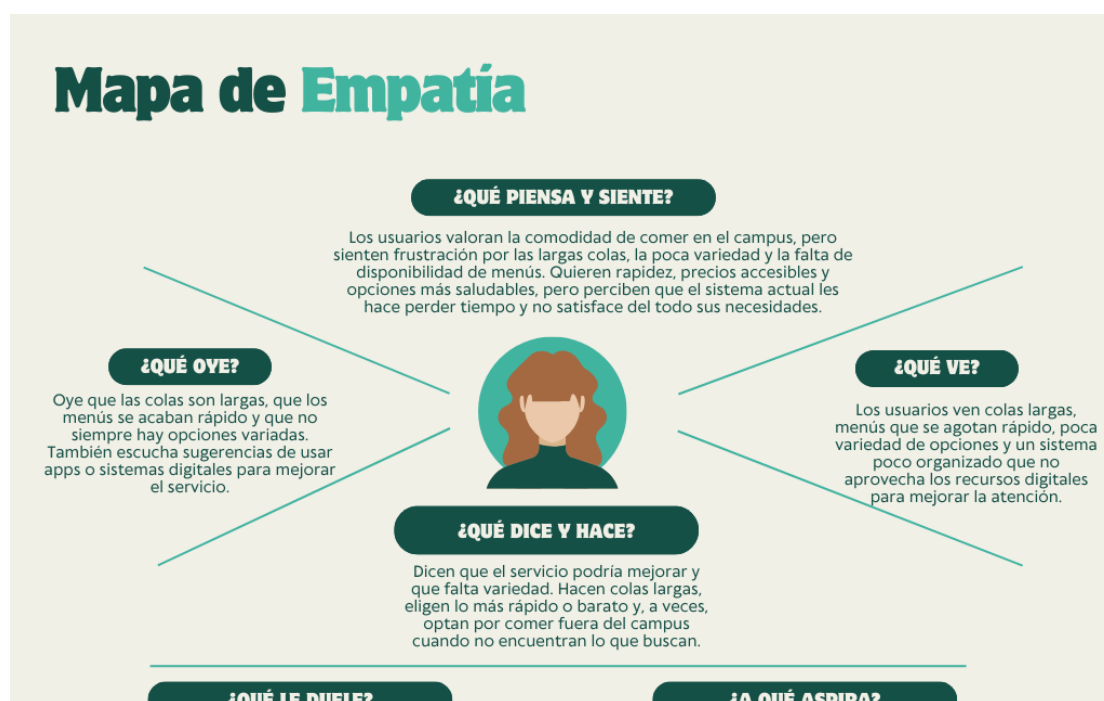 Mapa de Empatía
¿QUÉ PIENSA Y SIENTE?
Los usuarios valoran la comodidad de comer en el campus, pero
sienten frustración por las largas colas, la poca variedad y la falta de
disponibilidad de menús. Quieren rapidez, precios accesibles y
opciones más saludables, pero perciben que el sistema actual les
hace perder tiempo y no satisface del todo sus necesidades.
¿QUÉ OYE?
Oye que las colas son largas, que los
menús se acaban rápido y que no
siempre hay opciones variadas.
También escucha sugerencias de usar
apps o sistemas digitales para mejorar
el servicio.
¿QUÉ VE?
Los usuarios ven colas largas,
menús que se agotan rápido, poca
variedad de opciones y un sistema
poco organizado que no
aprovecha los recursos digitales
para mejorar la atención.
¿QUÉ DICE Y HACE?
Dicen que el servicio podría mejorar y
que falta variedad. Hacen colas largas,
eligen lo más rápido o barato y, a veces,
optan por comer fuera del campus
cuando no encuentran lo que buscan.
¿QUÉ LE DUELE?
¿A QUÉ ASPIRA?